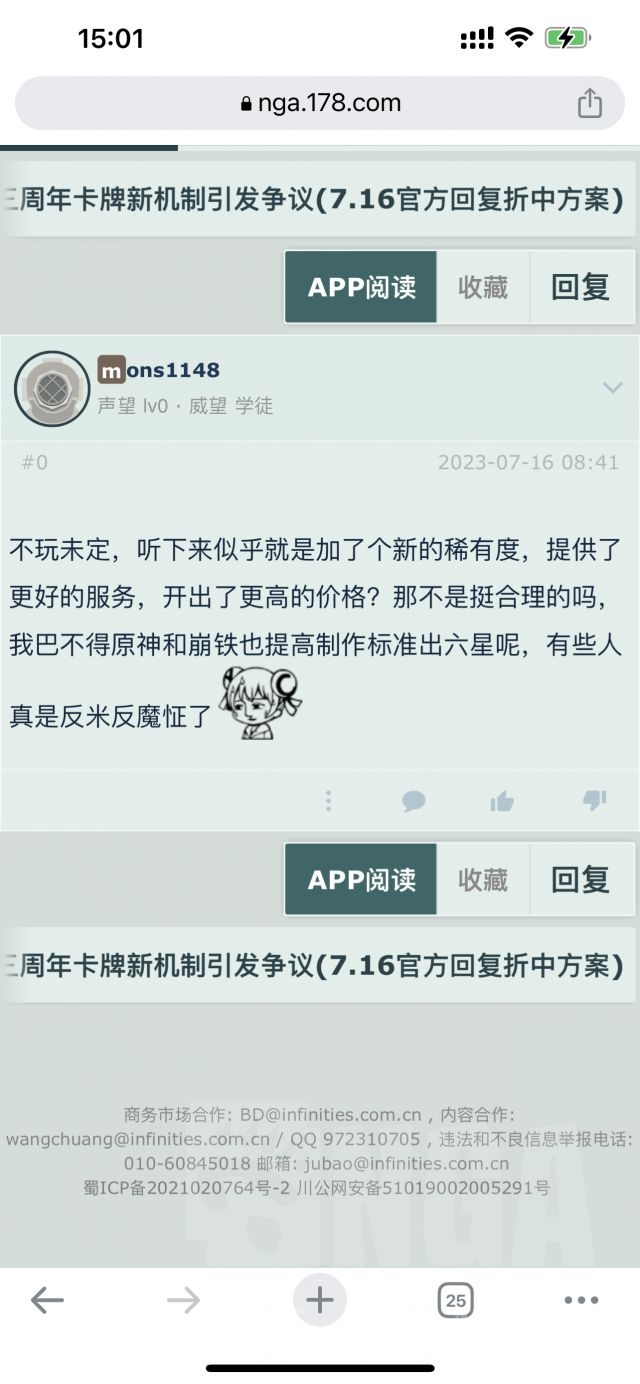 15:01
nga.178.com
三周年卡牌新机制引发争议(7.16官方回复折中方案)
APP阅读 收藏 回复
mons1148
声望 lv0 · 威望 学徒
#0 2023-07-16 08:41
不玩未定，听下来似乎就是加了个新的稀有度，提供了
更好的服务，开出了更高的价格？那不是挺合理的吗，
我巴不得原神和崩铁也提高制作标准出六星呢，有些人
真是反米反魔怔了
APP阅读 收藏 回复
三周年卡牌新机制引发争议(7.16官方回复折中方案)
商务市场合作: BD@infinities.com.cn , 内容合作:
wangchuang@infinities.com.cn / QQ 972310705 , 违法和不良信息举报电话:
010-60845018 邮箱: jubao@infinities.com.cn
蜀ICP备2021020764号-2 川公网安备51019002005291号
NGA
25